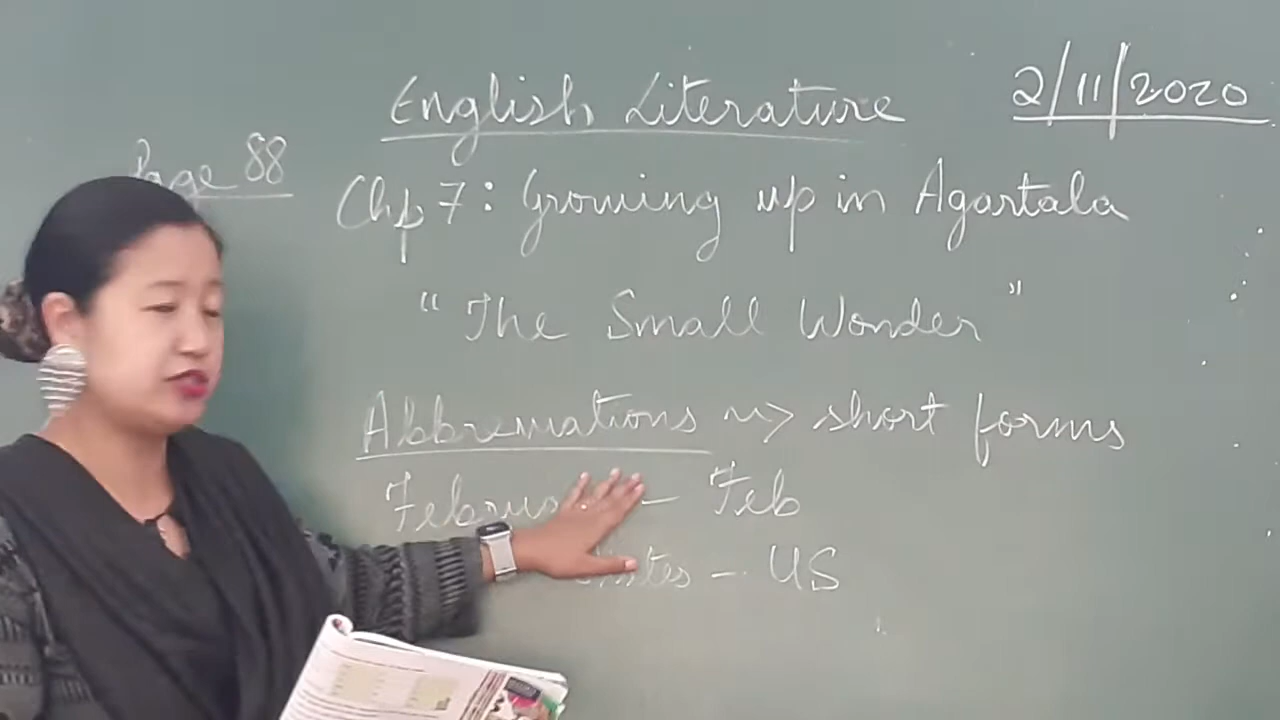 English Literature
2/11/2020
Page 88
Chp 7: Growing up in Agartala
"The Small Wonder"
Abbreviations ~> short forms
– Feb
– US